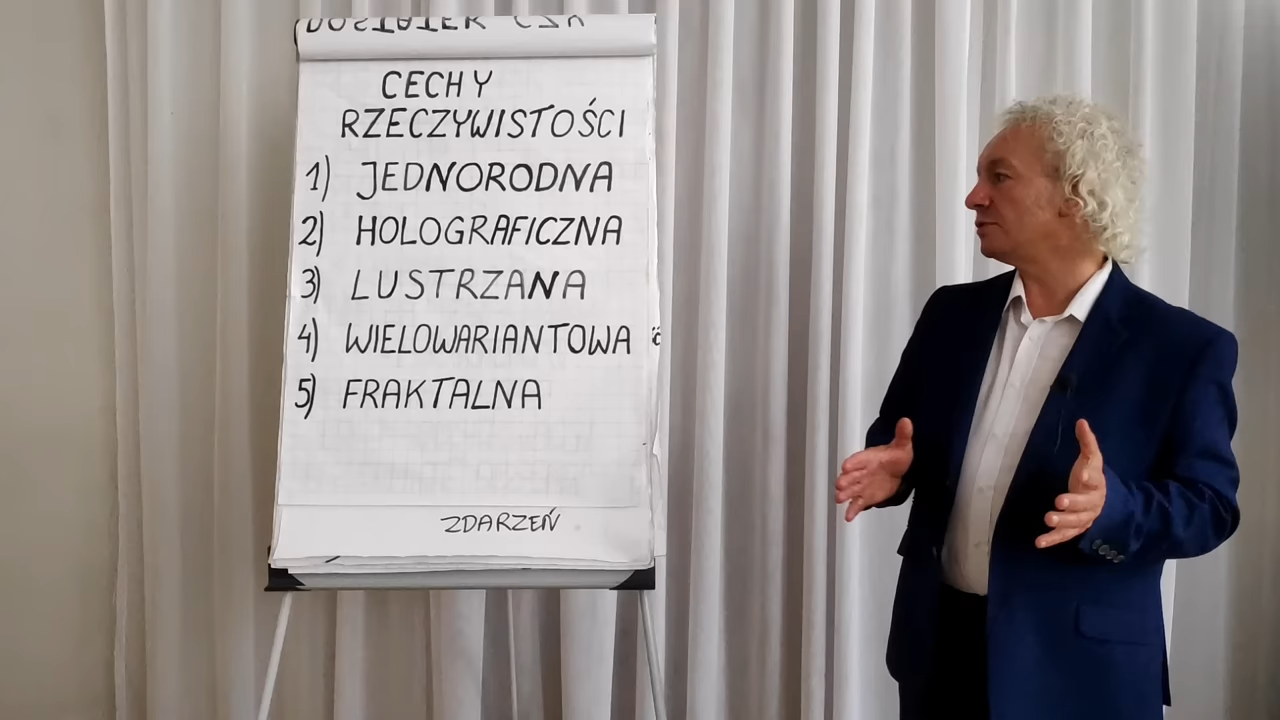 CECHY
RZECZYWISTOŚCI
1) JEDNORODNA
2) HOLOGRAFICZNA
3) LUSTRZANA
4) WIELOWARIANTOWA
5) FRAKTALNA
ZDARZEŃ